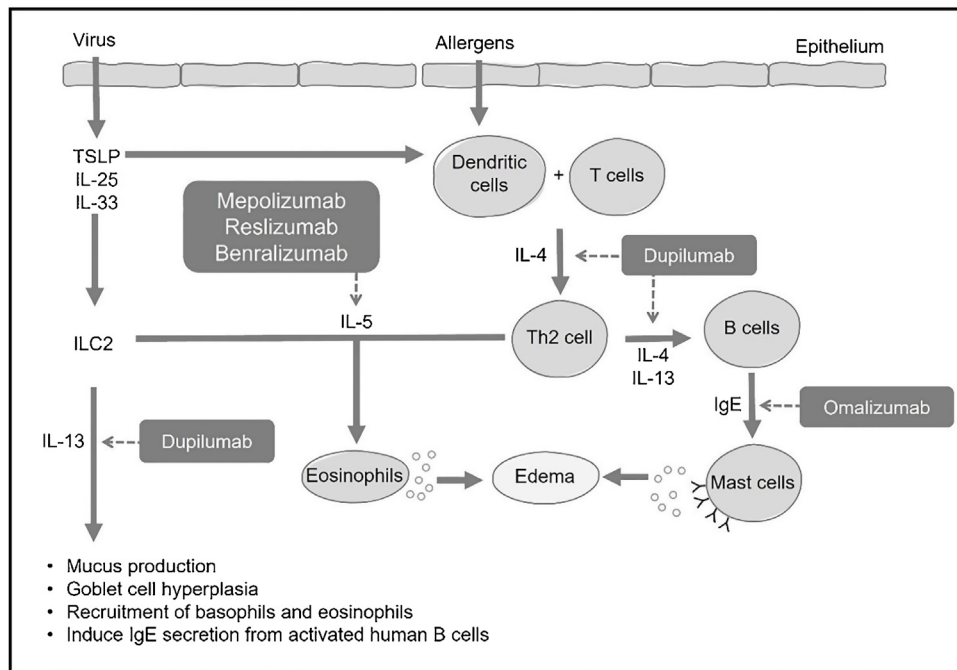 Virus
Allergens
Epithelium
TSLP
IL-25
IL-33
Dendritic
cells
+
T cells
Mepolizumab
Reslizumab
Benralizumab
IL-4
Dupilumab
IL-5
ILC2
Th2 cell
B cells
IL-4
IL-13
IgE
Omalizumab
IL-13
Dupilumab
Eosinophils
Edema
Mast cells
• Mucus production
• Goblet cell hyperplasia
• Recruitment of basophils and eosinophils
• Induce IgE secretion from activated human B cells